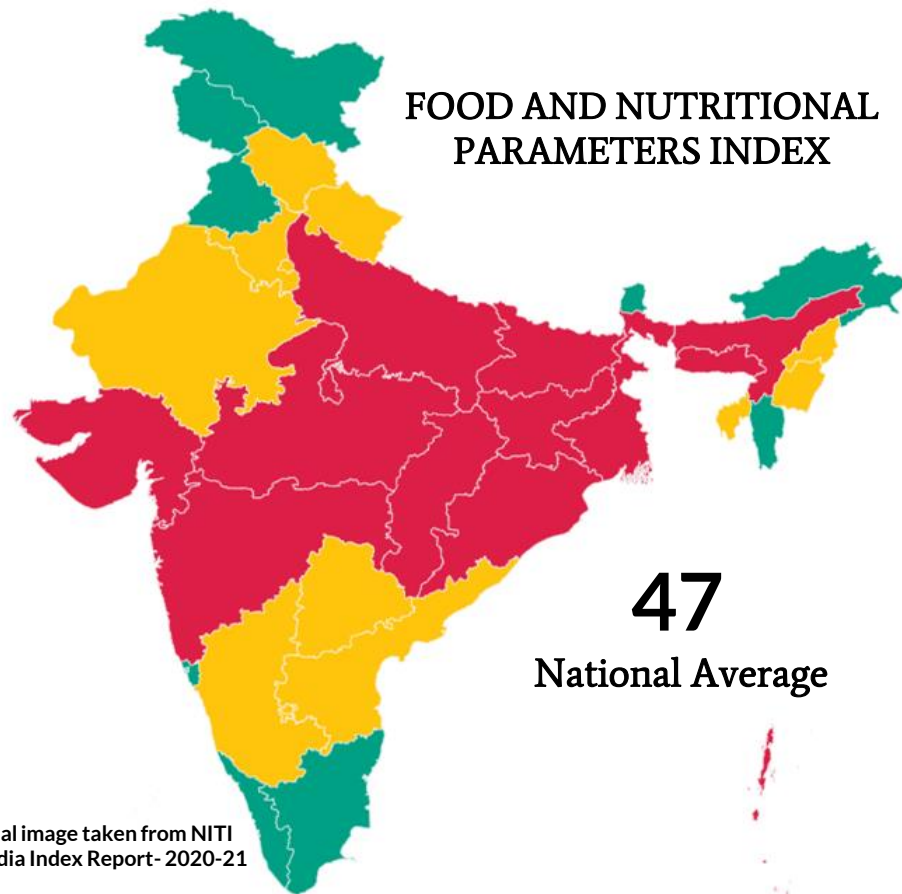 FOOD AND NUTRITIONAL
PARAMETERS INDEX
47
National Average
al image taken from NITI
dia Index Report- 2020-21